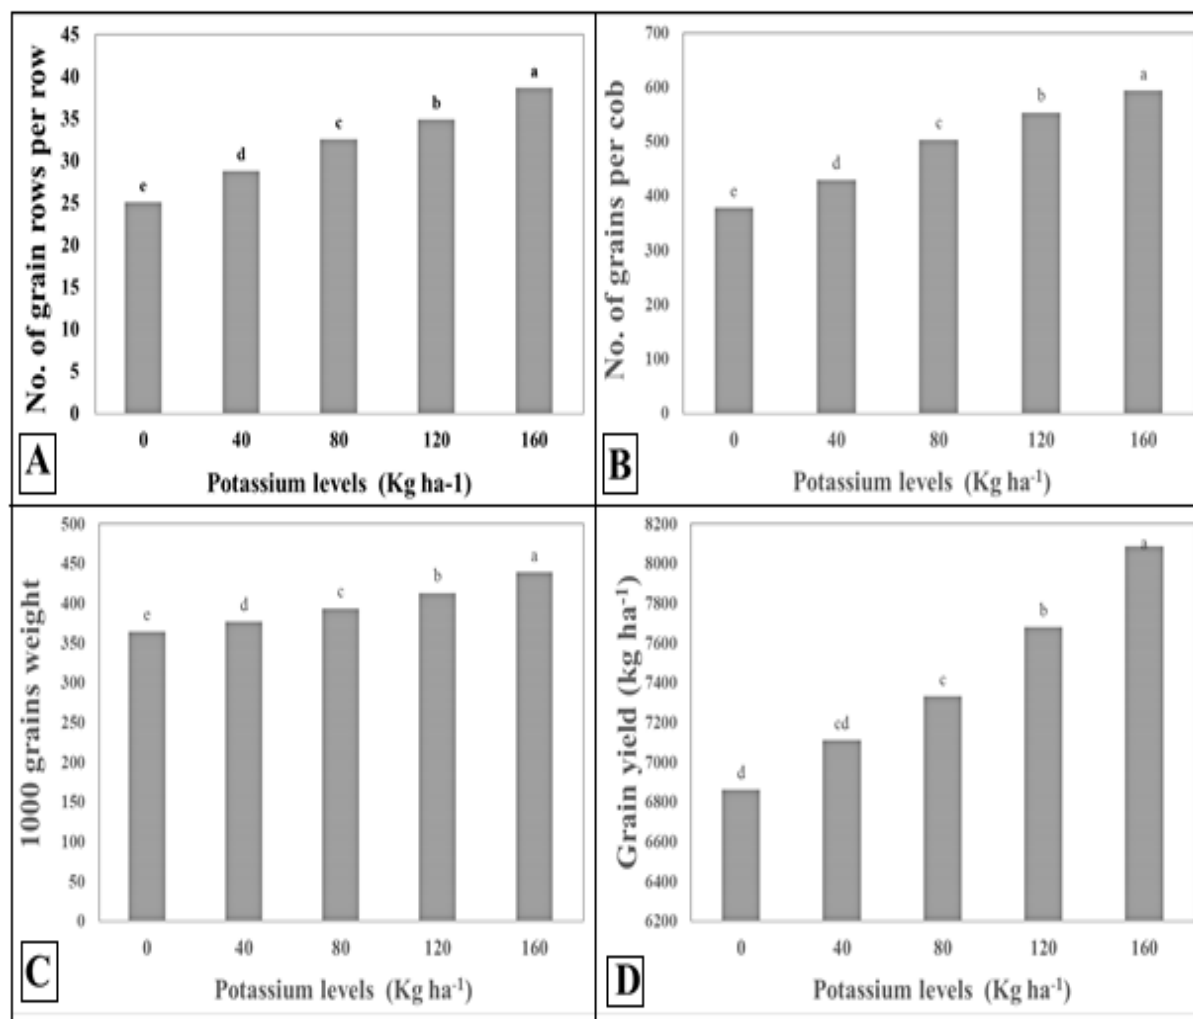 No. of grain rows per row
45
40
35
30
25
20
15
10
5
0
e
d
c
b
a
0 40 80 120 160
Potassium levels (Kg ha-1)
A
No. of grains per cob
700
600
500
400
300
200
100
0
e
d
c
b
a
0 40 80 120 160
Potassium levels (Kg ha⁻¹)
B
1000 grains weight
500
450
400
350
300
250
200
150
100
50
0
e
d
c
b
a
0 40 80 120 160
Potassium levels (Kg ha⁻¹)
C
Grain yield (kg ha⁻¹)
8200
8000
7800
7600
7400
7200
7000
6800
6600
6400
6200
d
cd
c
b
a
0 40 80 120 160
Potassium levels (Kg ha⁻¹)
D